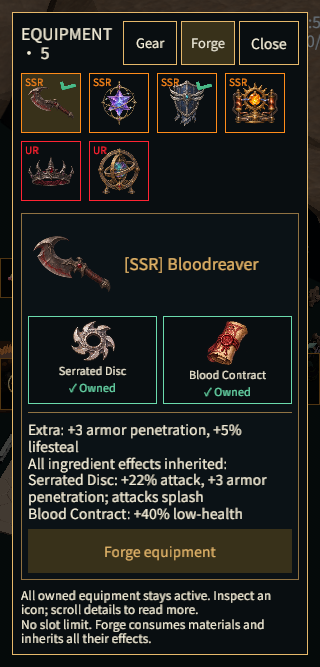 EQUIPMENT
· 5
Gear
Forge
Close
SSR
SSR
SSR
SSR
UR
UR
[SSR] Bloodreaver
Serrated Disc
✓Owned
Blood Contract
✓Owned
Extra: +3 armor penetration, +5%
lifesteal
All ingredient effects inherited:
Serrated Disc: +22% attack, +3 armor
penetration; attacks splash
Blood Contract: +40% low-health
Forge equipment
All owned equipment stays active. Inspect an
icon; scroll details to read more.
No slot limit. Forge consumes materials and
inherits all their effects.